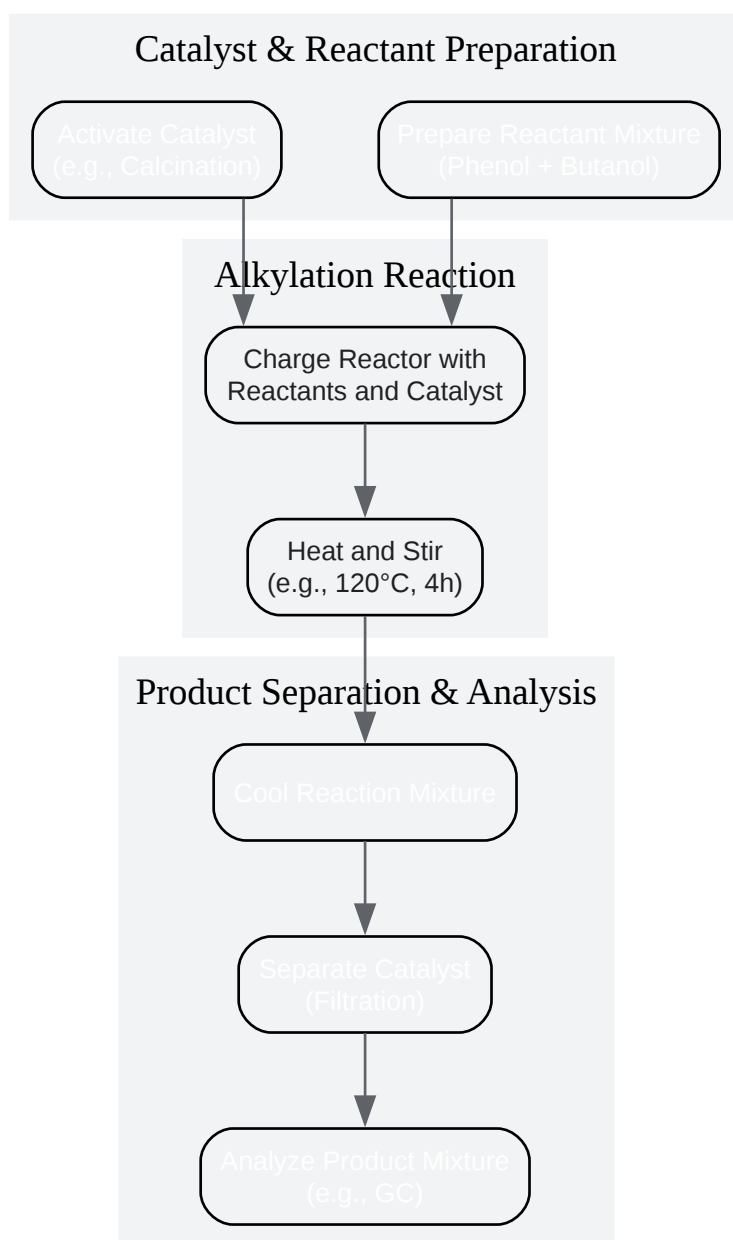 Catalyst & Reactant Preparation
Activate Catalyst
(e.g., Calcination)
Prepare Reactant Mixture
(Phenol + Butanol)
Alkylation Reaction
Charge Reactor with
Reactants and Catalyst
Heat and Stir
(e.g., 120°C, 4h)
Product Separation & Analysis
Cool Reaction Mixture
Separate Catalyst
(Filtration)
Analyze Product Mixture
(e.g., GC)